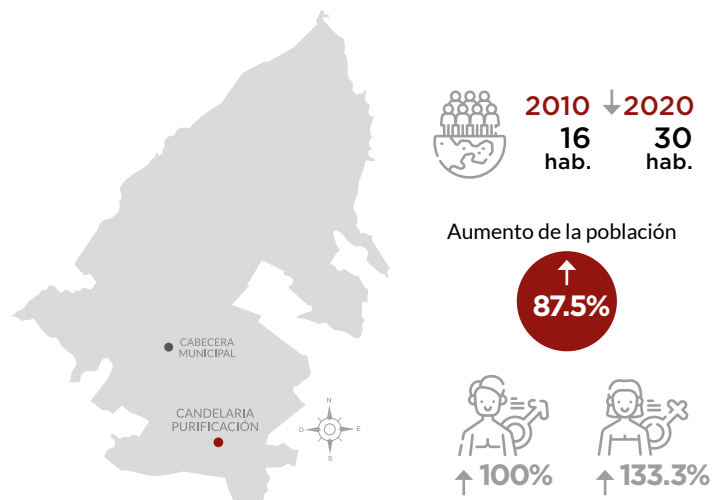 2010 ↓ 2020
16 30
hab. hab.
Aumento de la población
↑
87.5%
CABECERA
MUNICIPAL
CANDELARIA
PURIFICACIÓN
N
O E
S
↑ 100% ↑ 133.3%